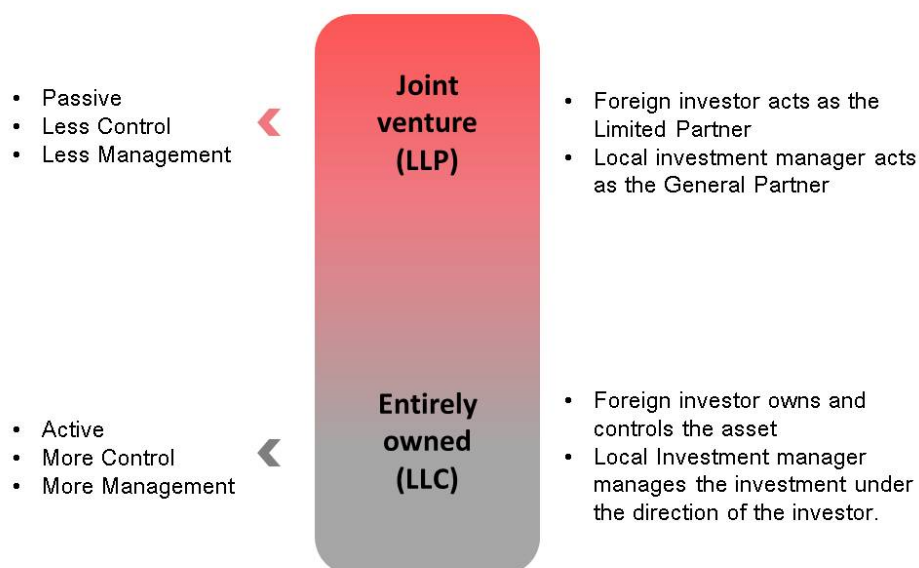 • Passive
• Less Control
• Less Management
Joint
venture
(LLP)
• Foreign investor acts as the
Limited Partner
• Local investment manager acts
as the General Partner
• Active
• More Control
• More Management
Entirely
owned
(LLC)
• Foreign investor owns and
controls the asset
• Local Investment manager
manages the investment under
the direction of the investor.